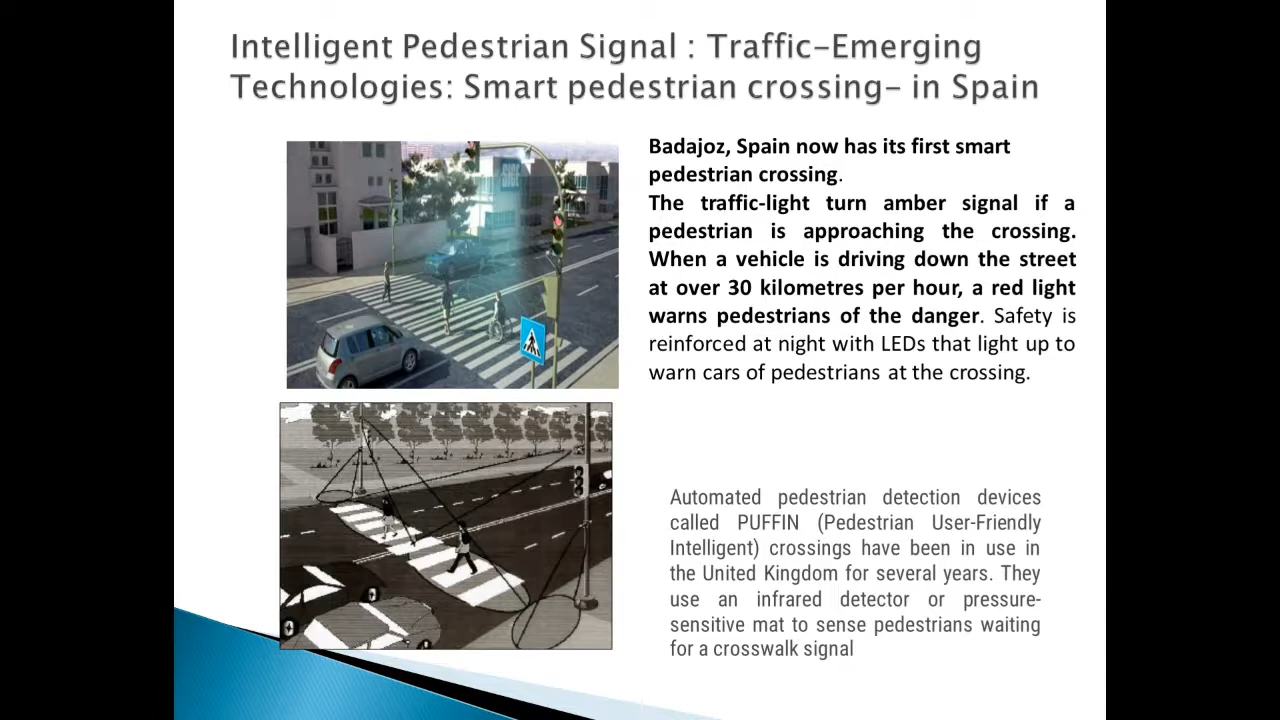 Intelligent Pedestrian Signal : Traffic-Emerging
Technologies: Smart pedestrian crossing- in Spain
Badajoz, Spain now has its first smart
pedestrian crossing.
The traffic-light turn amber signal if a
pedestrian is approaching the crossing.
When a vehicle is driving down the street
at over 30 kilometres per hour, a red light
warns pedestrians of the danger. Safety is
reinforced at night with LEDs that light up to
warn cars of pedestrians at the crossing.
Automated pedestrian detection devices
called PUFFIN (Pedestrian User-Friendly
Intelligent) crossings have been in use in
the United Kingdom for several years. They
use an infrared detector or pressure-
sensitive mat to sense pedestrians waiting
for a crosswalk signal